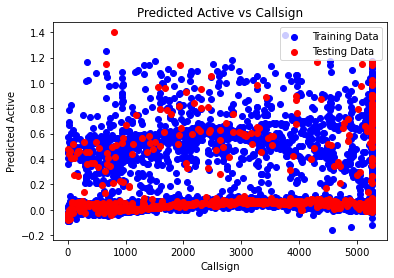 Predicted Active vs Callsign
Training Data
Testing Data
Predicted Active
1.4
1.2
1.0
0.8
0.6
0.4
0.2
0.0
−0.2
0 1000 2000 3000 4000 5000
Callsign